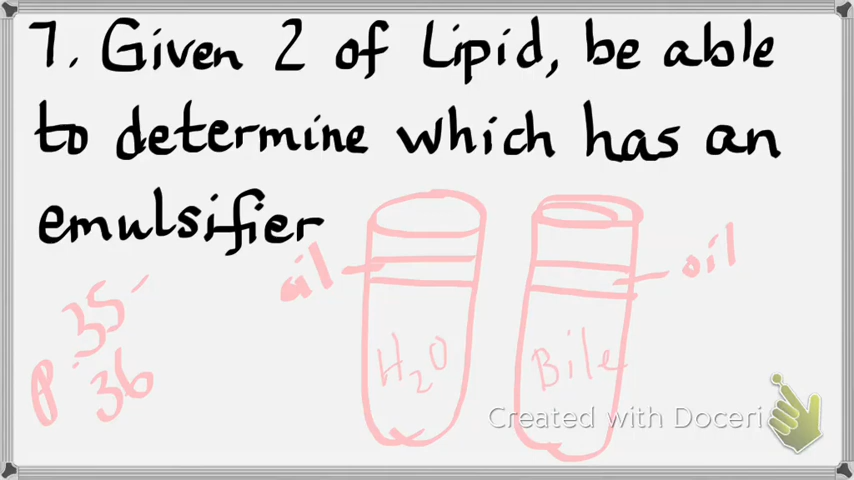 7. Given 2 of Lipid, be able
to determine which has an
emulsifier
oil
oil
35-
P. 36
H2O
Bile
Created with Doceri